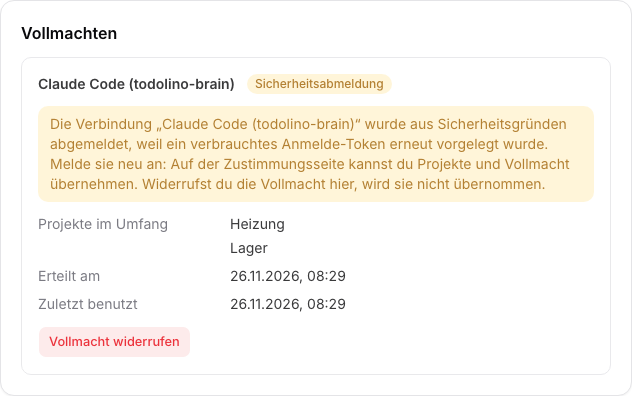 Vollmachten
Claude Code (todolino-brain) Sicherheitsabmeldung
Die Verbindung „Claude Code (todolino-brain)“ wurde aus Sicherheitsgründen
abgemeldet, weil ein verbrauchtes Anmelde-Token erneut vorgelegt wurde.
Melde sie neu an: Auf der Zustimmungsseite kannst du Projekte und Vollmacht
übernehmen. Widerrufst du die Vollmacht hier, wird sie nicht übernommen.
Projekte im Umfang Heizung
Lager
Erteilt am 26.11.2026, 08:29
Zuletzt benutzt 26.11.2026, 08:29
Vollmacht widerrufen